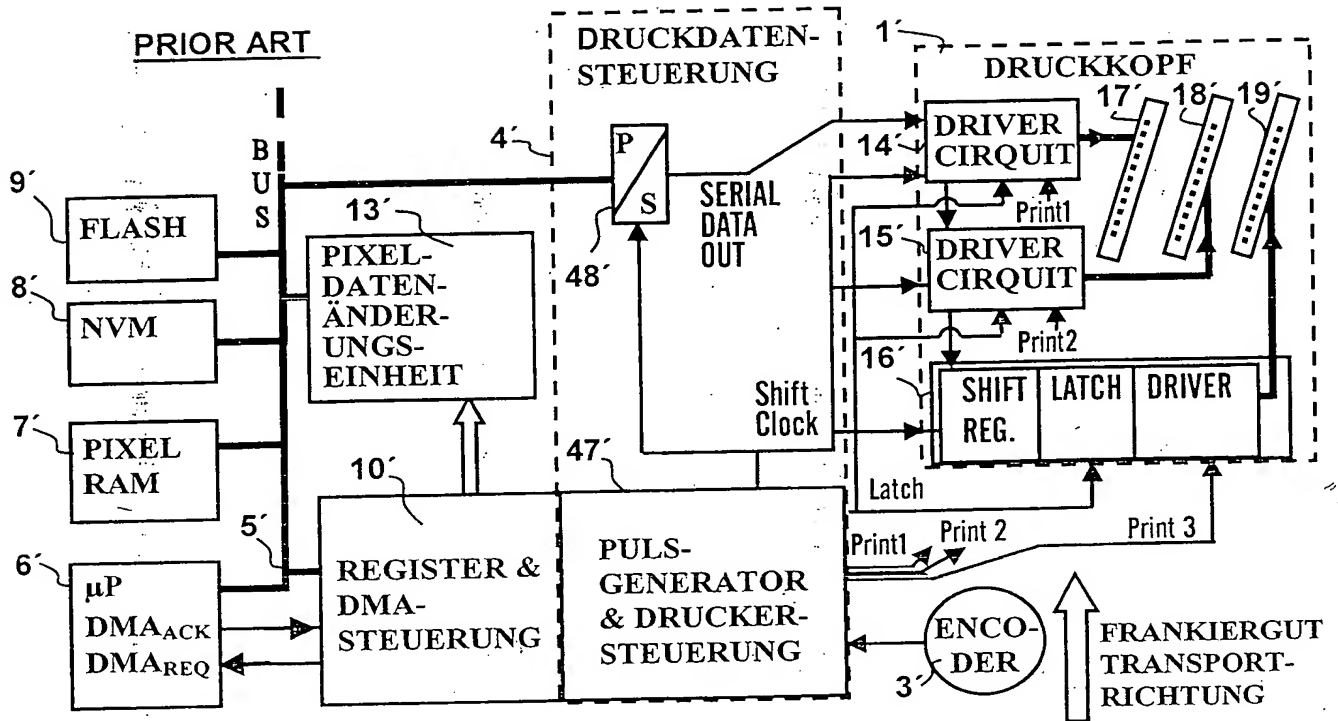 PRIOR ART
DRUCKDATEN-
STEUERUNG
1´
DRUCKKOPF
17´
18´
19´
4´
P
S
48´
SERIAL
DATA
OUT
14´
DRIVER
CIRQUIT
Print1
15´
DRIVER
CIRQUIT
Print2
16´
SHIFT
REG.
LATCH
DRIVER
B
U
S
9´
FLASH
8´
NVM
7´
PIXEL
RAM
13´
PIXEL-
DATEN-
ÄNDER-
UNGS-
EINHEIT
Shift
Clock
Latch
5´
6´
µP
DMAACK
DMAREQ
10´
REGISTER &
DMA-
STEUERUNG
47´
PULS-
GENERATOR
& DRUCKER-
STEUERUNG
Print1
Print 2
Print 3
ENCO-
DER
3´
FRANKIERGUT
TRANSPORT-
RICHTUNG